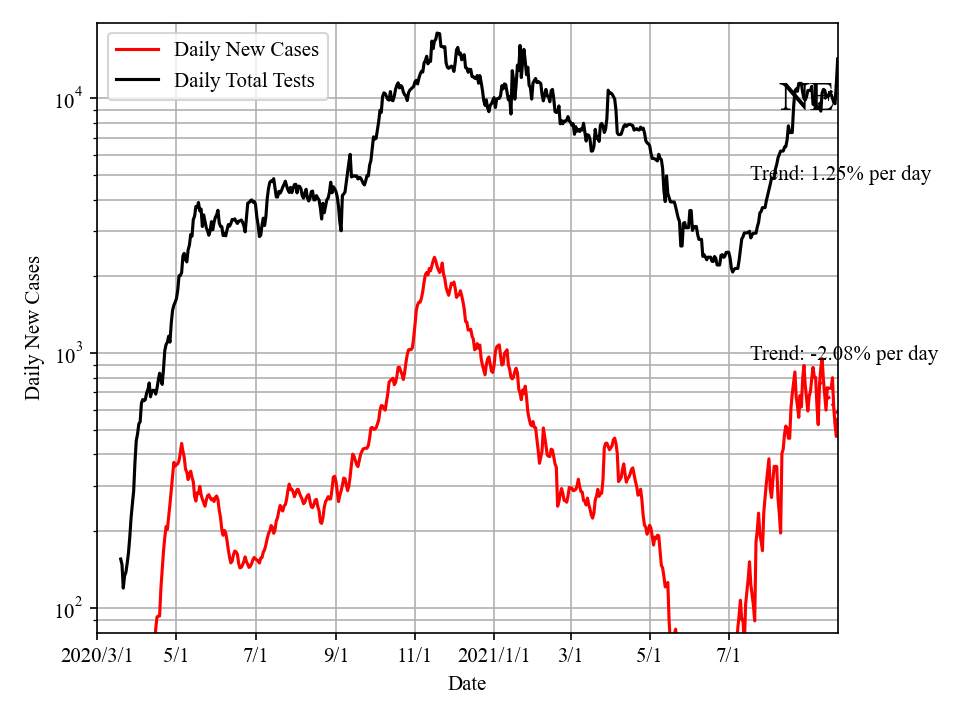 Daily New Cases
Daily Total Tests
NE
Trend: 1.25% per day
Trend: -2.08% per day
Daily New Cases
10^4
10^3
10^2
2020/3/1 5/1 7/1 9/1 11/1 2021/1/1 3/1 5/1 7/1
Date